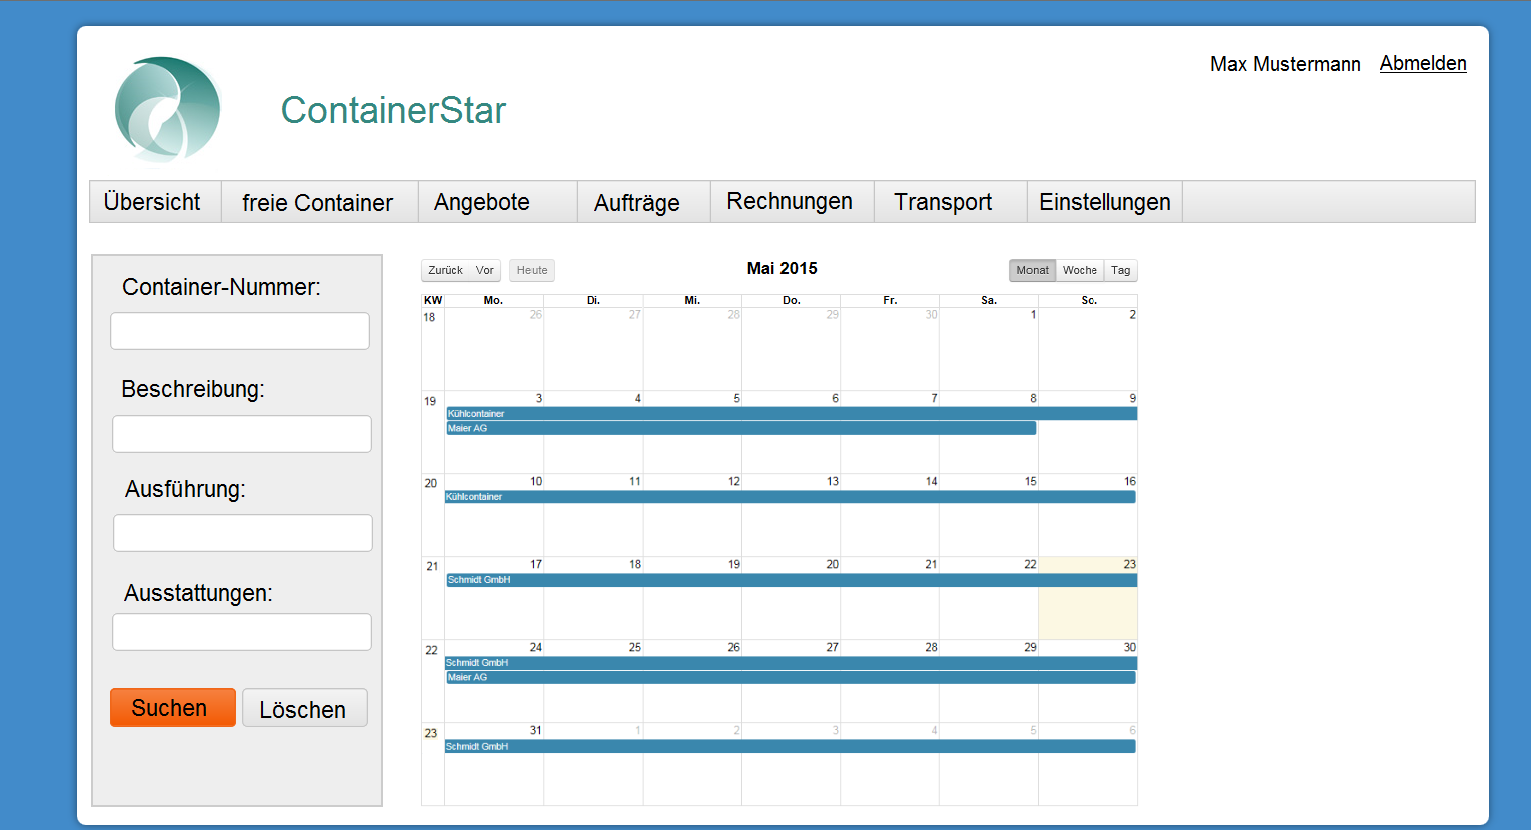 Max Mustermann Abmelden
ContainerStar
Übersicht freie Container Angebote Aufträge Rechnungen Transport Einstellungen
Container-Nummer:
Beschreibung:
Ausführung:
Ausstattungen:
Suchen Löschen
Zurück Vor Heute Mai 2015 Monat Woche Tag
KW Mo. Di. Mi. Do. Fr. Sa. So.
18 26 27 28 29 30 1 2
19 3 4 5 6 7 8 9
Kühlcontainer
Maier AG
20 10 11 12 13 14 15 16
Kühlcontainer
21 17 18 19 20 21 22 23
Schmidt GmbH
22 24 25 26 27 28 29 30
Schmidt GmbH
Maier AG
23 31 1 2 3 4 5 6
Schmidt GmbH